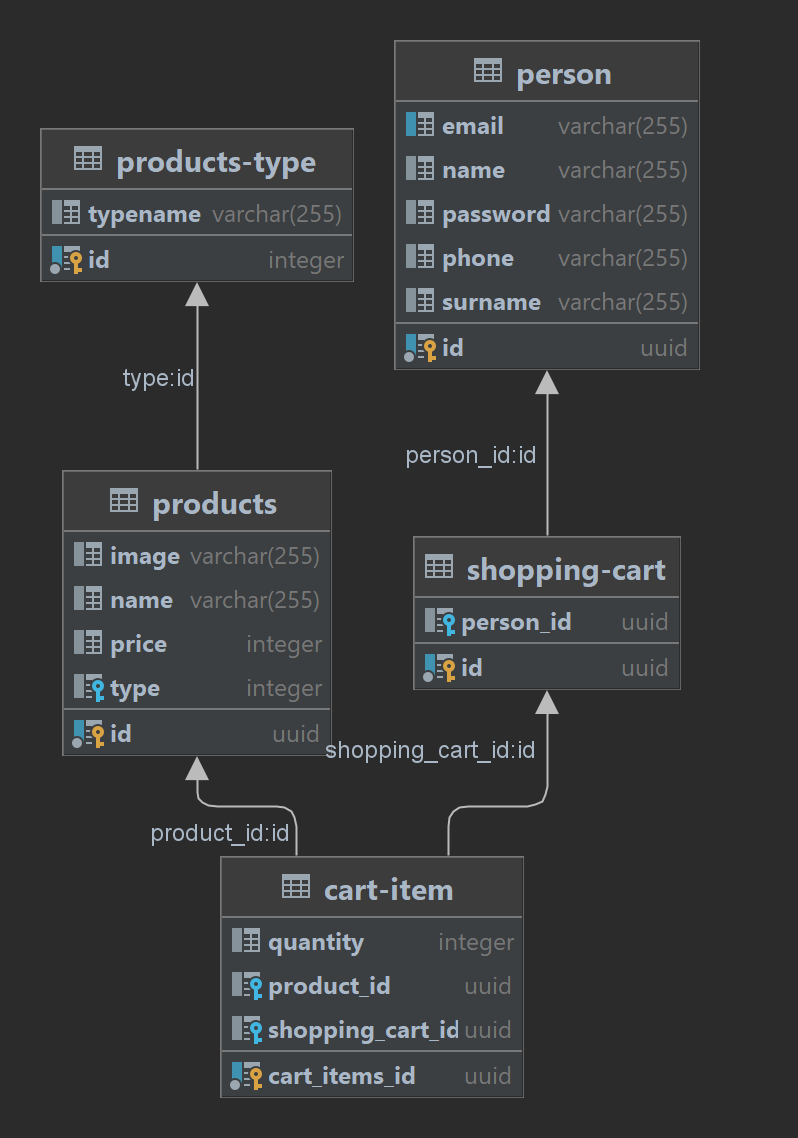 person
email varchar(255)
name varchar(255)
password varchar(255)
phone varchar(255)
surname varchar(255)
id uuid
products-type
typename varchar(255)
id integer
type:id
person_id:id
products
image varchar(255)
name varchar(255)
price integer
type integer
id uuid
shopping-cart
person_id uuid
id uuid
shopping_cart_id:id
product_id:id
cart-item
quantity integer
product_id uuid
shopping_cart_id uuid
cart_items_id uuid